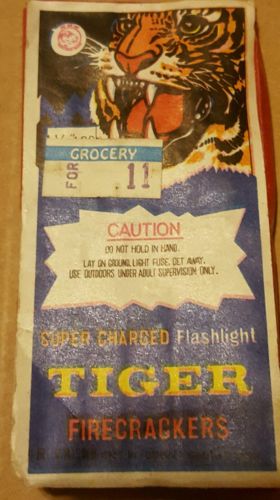 GROCERY
FOR .11
CAUTION
DO NOT HOLD IN HAND.
LAY ON GROUND, LIGHT FUSE, GET AWAY.
USE OUTDOORS UNDER ADULT SUPERVISION ONLY.
SUPER CHARGED Flashlight
TIGER
FIRECRACKERS